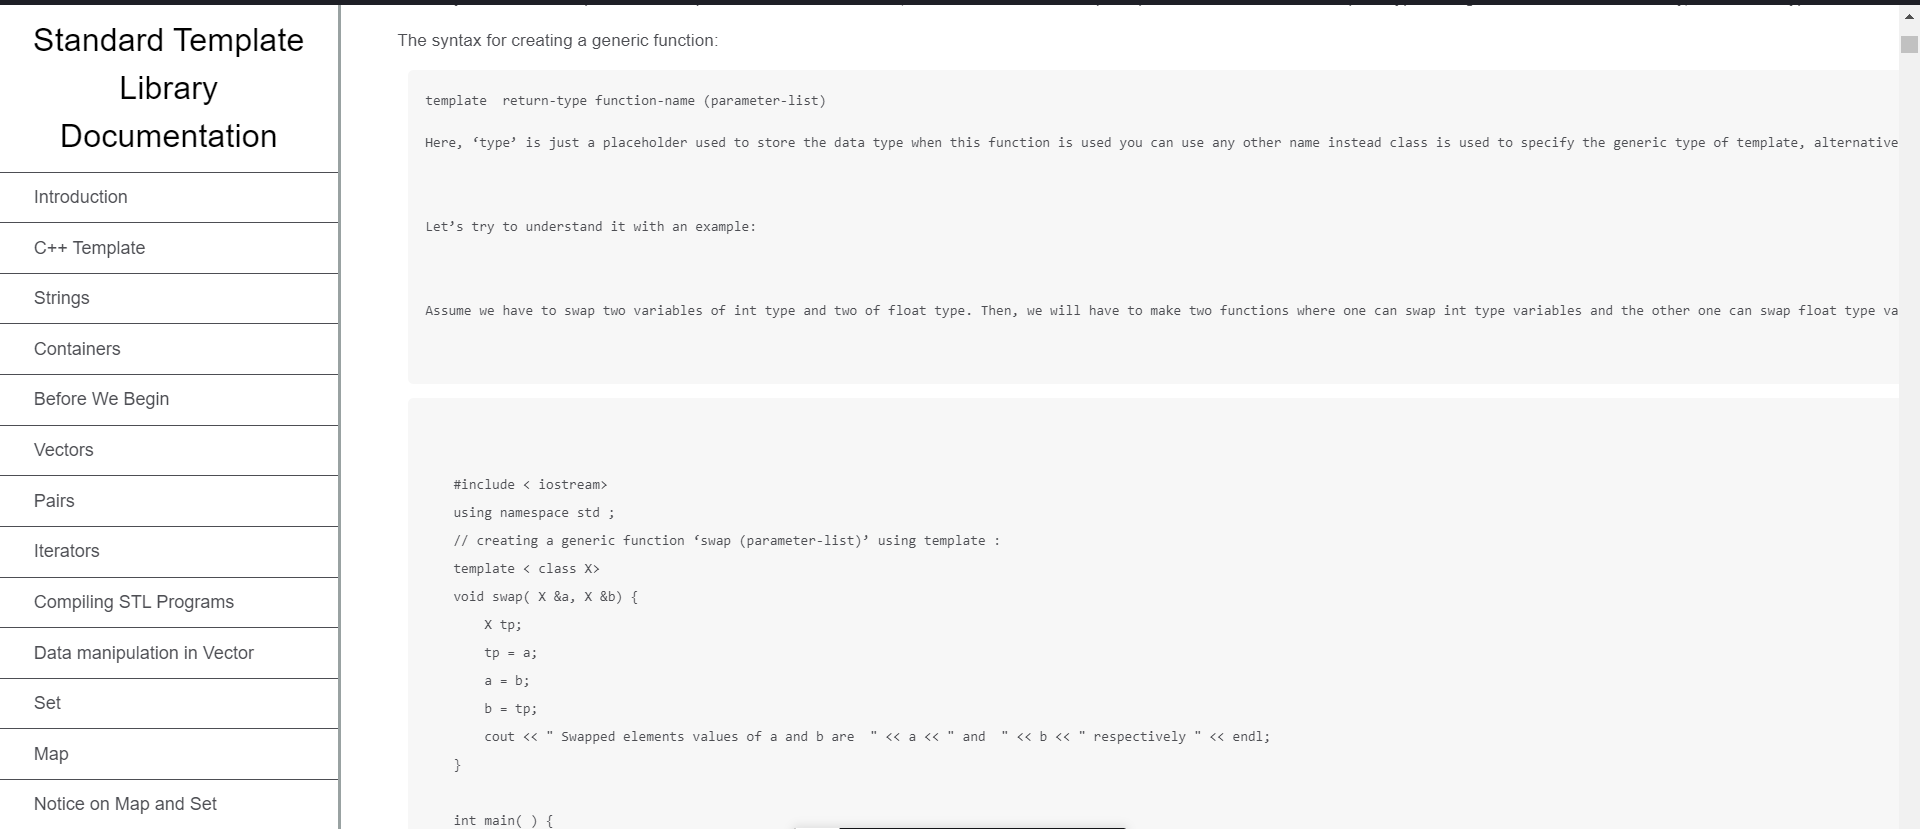 Standard Template
Library
Documentation
Introduction
C++ Template
Strings
Containers
Before We Begin
Vectors
Pairs
Iterators
Compiling STL Programs
Data manipulation in Vector
Set
Map
Notice on Map and Set
The syntax for creating a generic function:
template  return-type function-name (parameter-list)
Here, ‘type’ is just a placeholder used to store the data type when this function is used you can use any other name instead class is used to specify the generic type of template, alternative
Let’s try to understand it with an example:
Assume we have to swap two variables of int type and two of float type. Then, we will have to make two functions where one can swap int type variables and the other one can swap float type va
#include < iostream>
using namespace std ;
// creating a generic function ‘swap (parameter-list)’ using template :
template < class X>
void swap( X &a, X &b) {
    X tp;
    tp = a;
    a = b;
    b = tp;
    cout << " Swapped elements values of a and b are  " << a << " and  " << b << " respectively " << endl;
}
int main( ) {